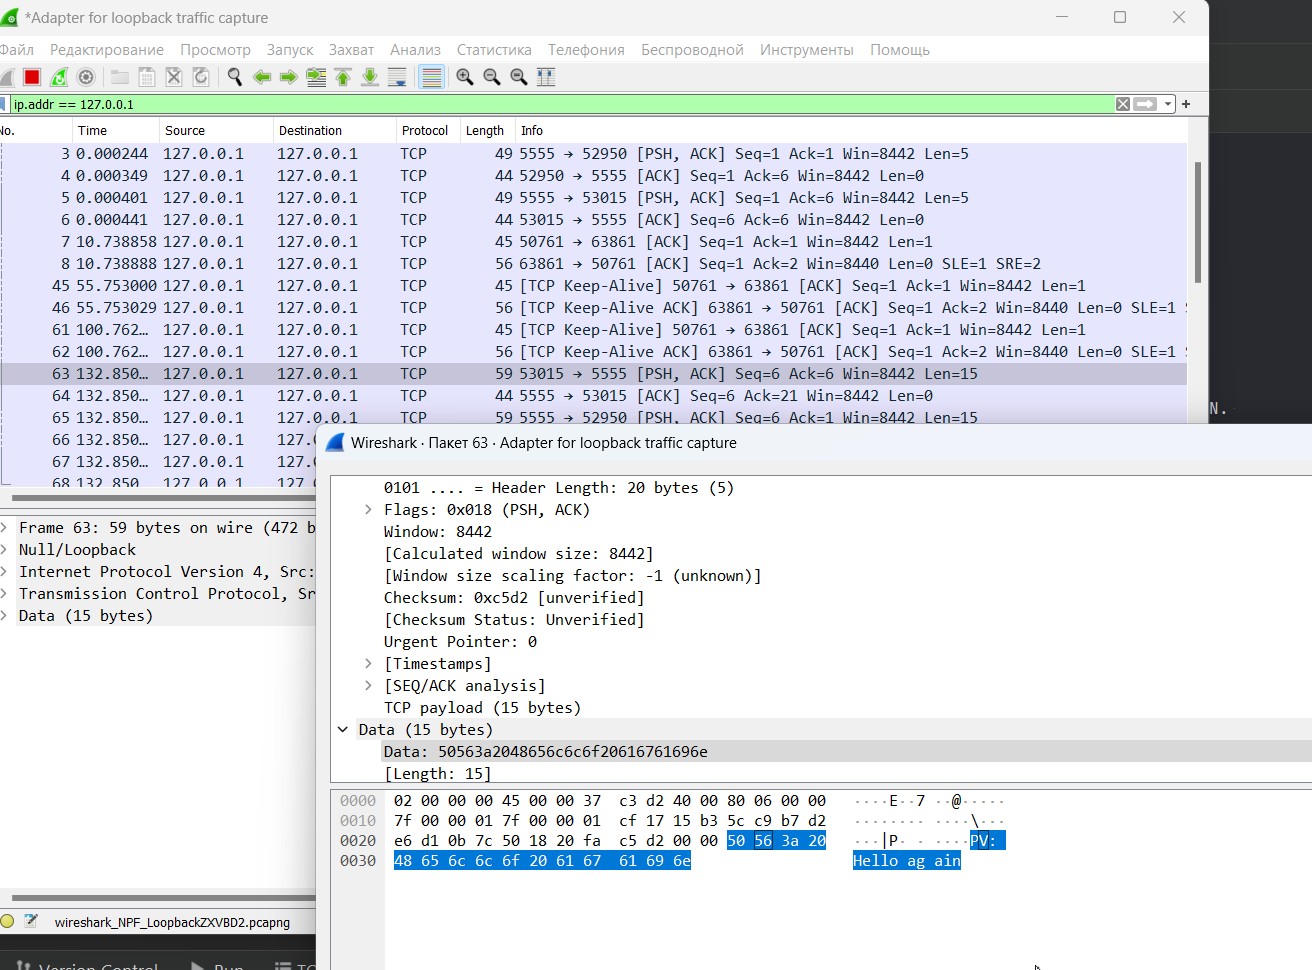 *Adapter for loopback traffic capture
Файл Редактирование Просмотр Запуск Захват Анализ Статистика Телефония Беспроводной Инструменты Помощь
ip.addr == 127.0.0.1
No. Time Source Destination Protocol Length Info
3 0.000244 127.0.0.1 127.0.0.1 TCP 49 5555 → 52950 [PSH, ACK] Seq=1 Ack=1 Win=8442 Len=5
4 0.000349 127.0.0.1 127.0.0.1 TCP 44 52950 → 5555 [ACK] Seq=1 Ack=6 Win=8442 Len=0
5 0.000401 127.0.0.1 127.0.0.1 TCP 49 5555 → 53015 [PSH, ACK] Seq=1 Ack=6 Win=8442 Len=5
6 0.000441 127.0.0.1 127.0.0.1 TCP 44 53015 → 5555 [ACK] Seq=6 Ack=6 Win=8442 Len=0
7 10.738858 127.0.0.1 127.0.0.1 TCP 45 50761 → 63861 [ACK] Seq=1 Ack=1 Win=8442 Len=1
8 10.738888 127.0.0.1 127.0.0.1 TCP 56 63861 → 50761 [ACK] Seq=1 Ack=2 Win=8440 Len=0 SLE=1 SRE=2
45 55.753000 127.0.0.1 127.0.0.1 TCP 45 [TCP Keep-Alive] 50761 → 63861 [ACK] Seq=1 Ack=1 Win=8442 Len=1
46 55.753029 127.0.0.1 127.0.0.1 TCP 56 [TCP Keep-Alive ACK] 63861 → 50761 [ACK] Seq=1 Ack=2 Win=8440 Len=0 SLE=1
61 100.762… 127.0.0.1 127.0.0.1 TCP 45 [TCP Keep-Alive] 50761 → 63861 [ACK] Seq=1 Ack=1 Win=8442 Len=1
62 100.762… 127.0.0.1 127.0.0.1 TCP 56 [TCP Keep-Alive ACK] 63861 → 50761 [ACK] Seq=1 Ack=2 Win=8440 Len=0 SLE=1
63 132.850… 127.0.0.1 127.0.0.1 TCP 59 53015 → 5555 [PSH, ACK] Seq=6 Ack=6 Win=8442 Len=15
64 132.850… 127.0.0.1 127.0.0.1 TCP 44 5555 → 53015 [ACK] Seq=6 Ack=21 Win=8442 Len=0
65 132.850… 127.0.0.1 127.0.0.1 TCP 59 5555 → 52950 [PSH, ACK] Seq=6 Ack=1 Win=8442 Len=15
66 132.850… 127.0.0.1 127.
67 132.850… 127.0.0.1 127.
68 132.850 127.0.0.1 127
N.
Frame 63: 59 bytes on wire (472 b
Null/Loopback
Internet Protocol Version 4, Src:
Transmission Control Protocol, Sr
Data (15 bytes)
wireshark_NPF_LoopbackZXVBD2.pcapng
Version Control Run
Wireshark · Пакет 63 · Adapter for loopback traffic capture
0101 .... = Header Length: 20 bytes (5)
Flags: 0x018 (PSH, ACK)
Window: 8442
[Calculated window size: 8442]
[Window size scaling factor: -1 (unknown)]
Checksum: 0xc5d2 [unverified]
[Checksum Status: Unverified]
Urgent Pointer: 0
[Timestamps]
[SEQ/ACK analysis]
TCP payload (15 bytes)
Data (15 bytes)
Data: 50563a2048656c6c6f20616761696e
[Length: 15]
0000 02 00 00 00 45 00 00 37 c3 d2 40 00 80 06 00 00 ····E··7 ··@·····
0010 7f 00 00 01 7f 00 00 01 cf 17 15 b3 5c c9 b7 d2 ········ ····\···
0020 e6 d1 0b 7c 50 18 20 fa c5 d2 00 00 50 56 3a 20 ···|P· · ····PV:
0030 48 65 6c 6c 6f 20 61 67 61 69 6e Hello ag ain